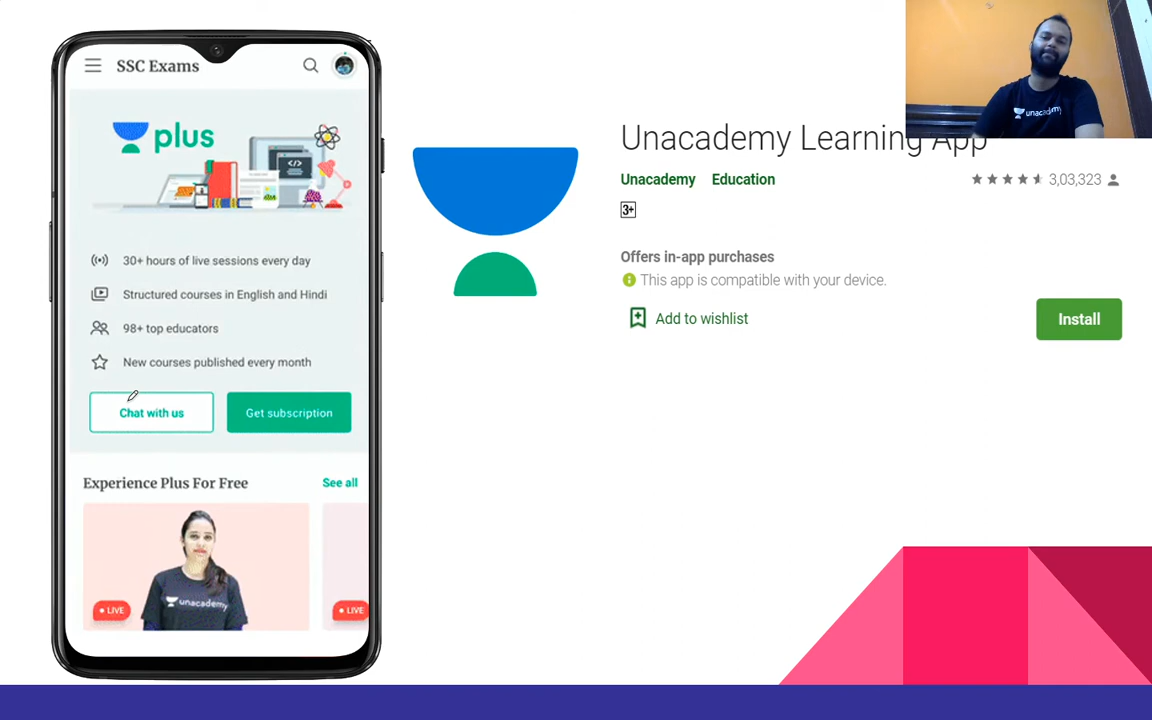 SSC Exams
plus
30+ hours of live sessions every day
Structured courses in English and Hindi
98+ top educators
New courses published every month
Chat with us
Get subscription
Experience Plus For Free
See all
unacademy
LIVE
LIVE
Unacademy Learning App
Unacademy Education
3,03,323
3+
Offers in-app purchases
This app is compatible with your device.
Add to wishlist
Install
unacademy